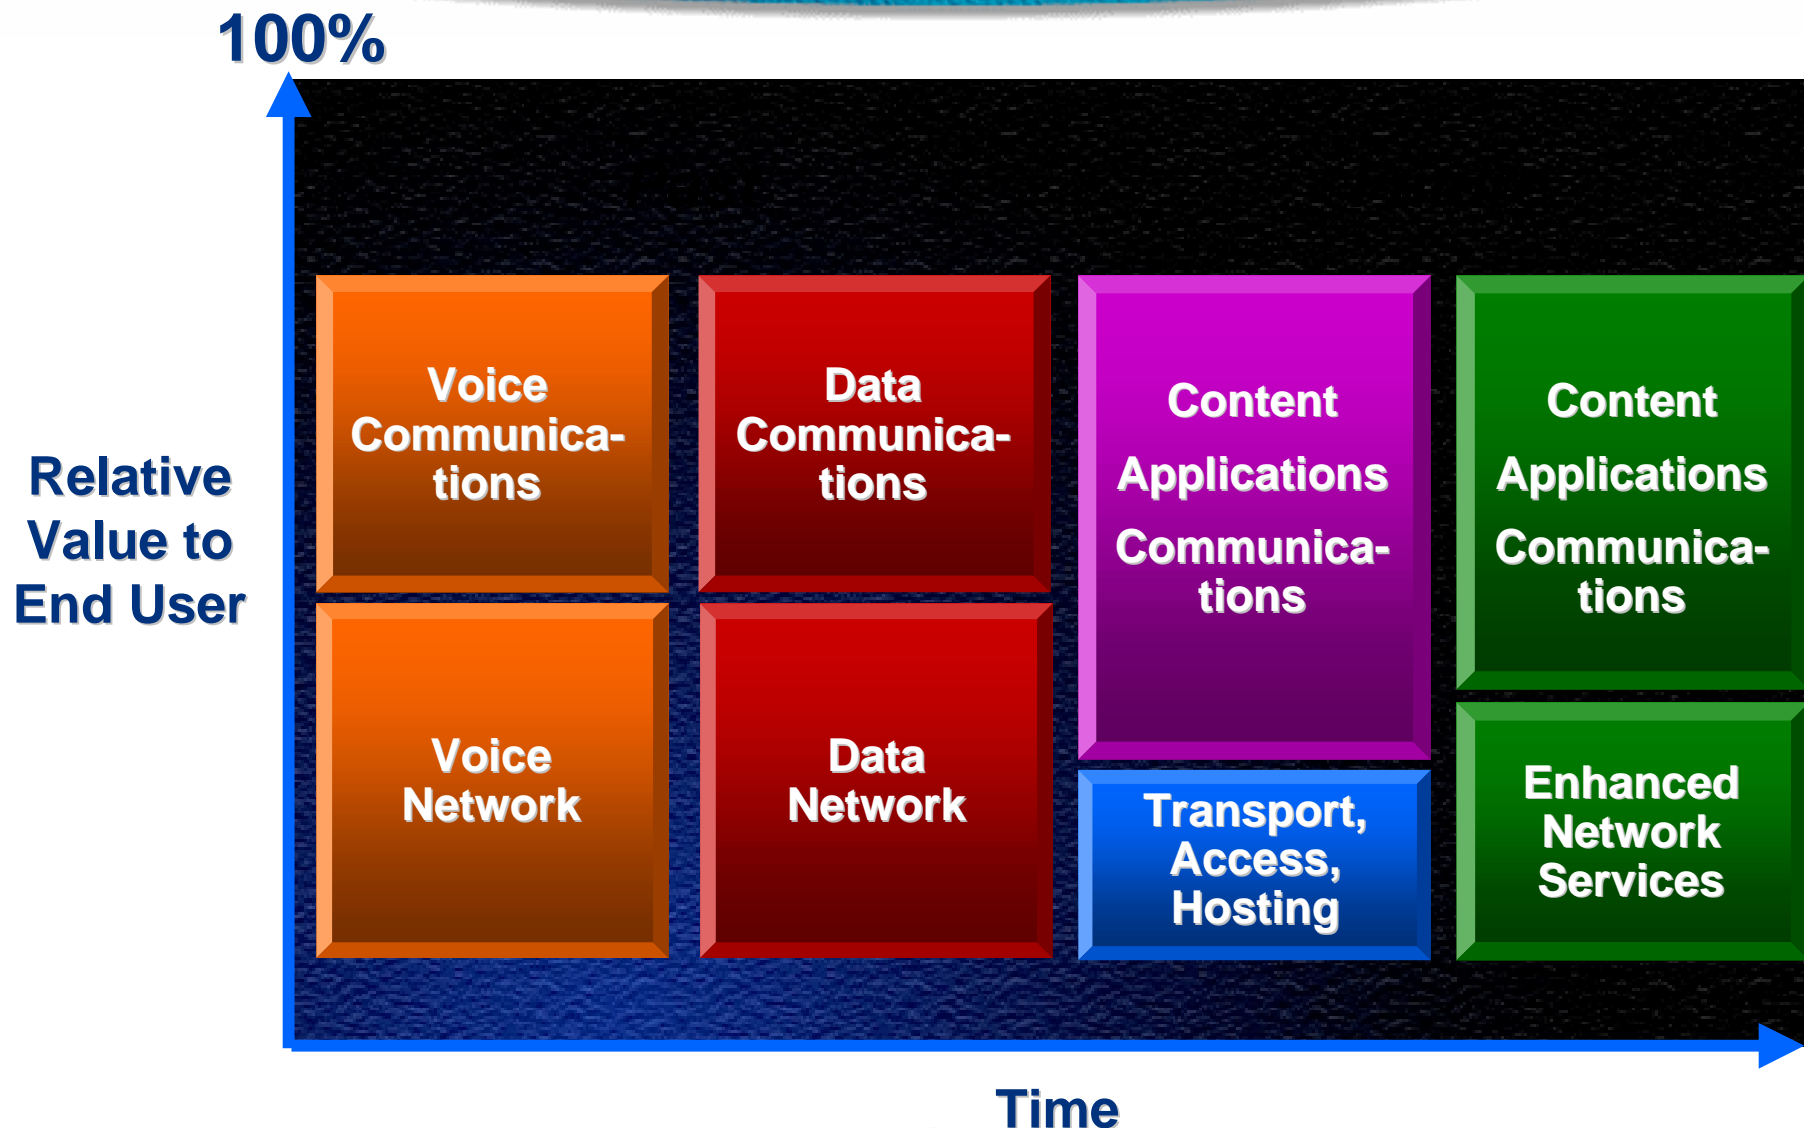 100%
Relative
Value to
End User
Voice
Communica-
tions
Data
Communica-
tions
Content
Applications
Communica-
tions
Content
Applications
Communica-
tions
Voice
Network
Data
Network
Transport,
Access,
Hosting
Enhanced
Network
Services
Time